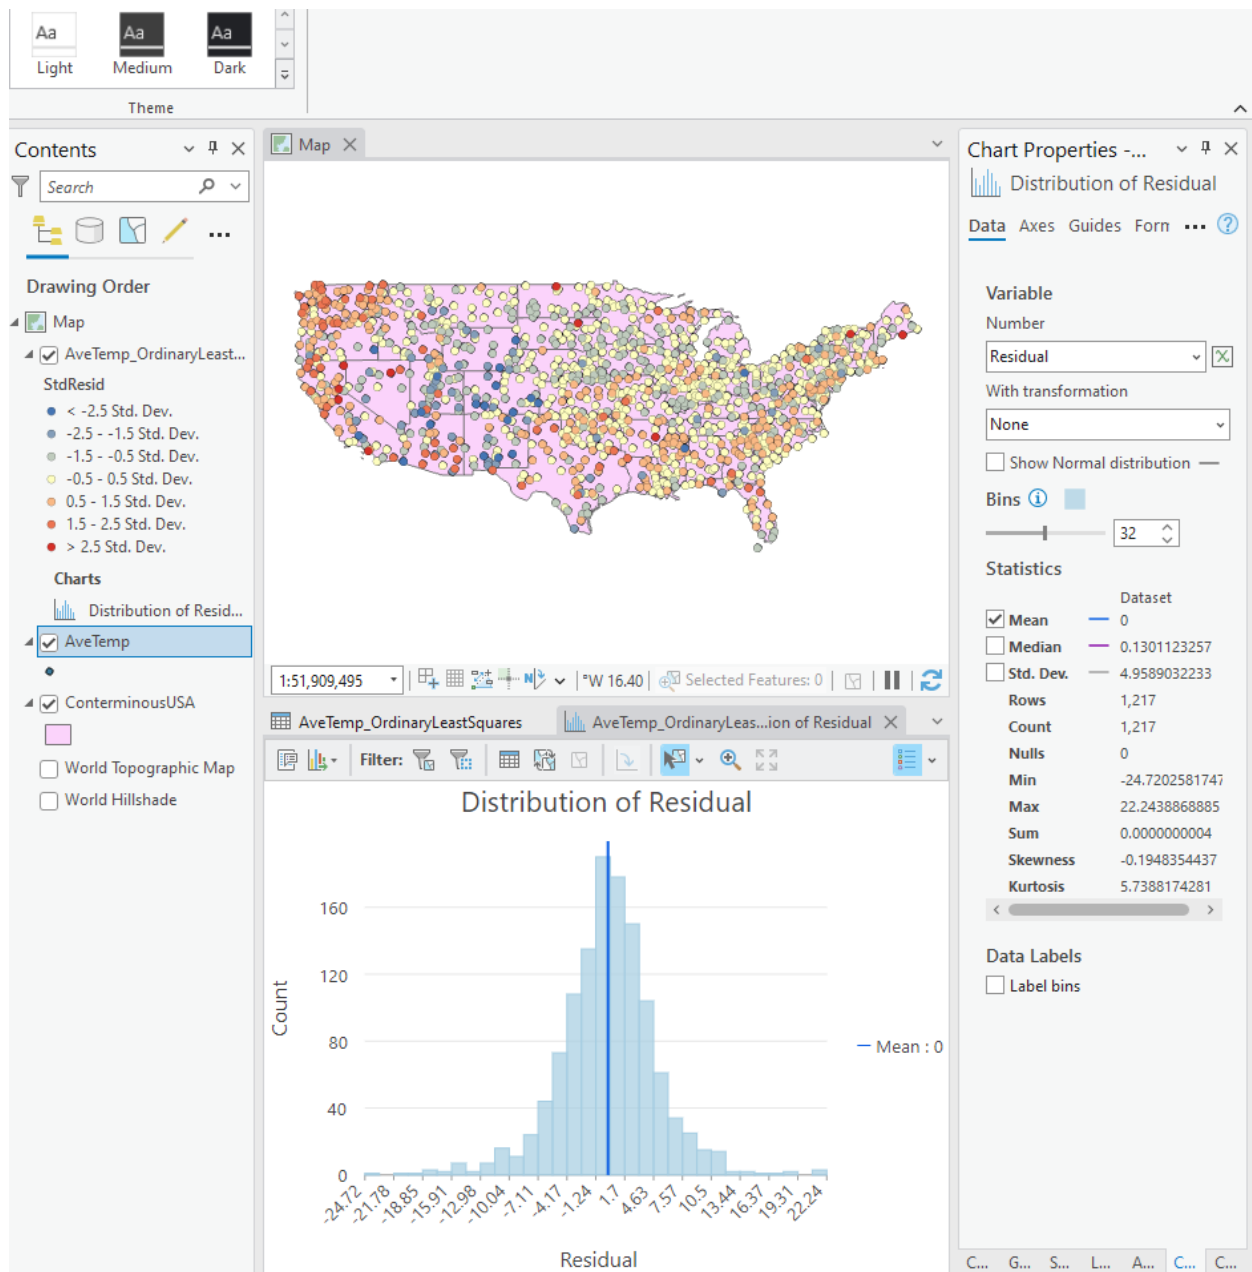 Aa Aa Aa
Light Medium Dark
Theme
Contents
Search
Drawing Order
Map
AveTemp_OrdinaryLeast...
StdResid
< -2.5 Std. Dev.
-2.5 - -1.5 Std. Dev.
-1.5 - -0.5 Std. Dev.
-0.5 - 0.5 Std. Dev.
0.5 - 1.5 Std. Dev.
1.5 - 2.5 Std. Dev.
> 2.5 Std. Dev.
Charts
Distribution of Resid...
AveTemp
ConterminousUSA
World Topographic Map
World Hillshade
Map
1:51,909,495 N °W 16.40 Selected Features: 0
AveTemp_OrdinaryLeastSquares AveTemp_OrdinaryLeas...ion of Residual
Filter:
Distribution of Residual
Count
160
120
80
40
0
-24.72 -21.78 -18.85 -15.91 -12.98 -10.04 -7.11 -4.17 -1.24 1.7 4.63 7.57 10.5 13.44 16.37 19.31 22.24
Residual
Mean : 0
Chart Properties -...
Distribution of Residual
Data Axes Guides Forn ... ?
Variable
Number
Residual
With transformation
None
Show Normal distribution
Bins
32
Statistics
Dataset
Mean 0
Median 0.1301123257
Std. Dev. 4.9589032233
Rows 1,217
Count 1,217
Nulls 0
Min -24.7202581747
Max 22.2438868885
Sum 0.0000000004
Skewness -0.1948354437
Kurtosis 5.7388174281
Data Labels
Label bins
C... G... S... L... A... C... C...